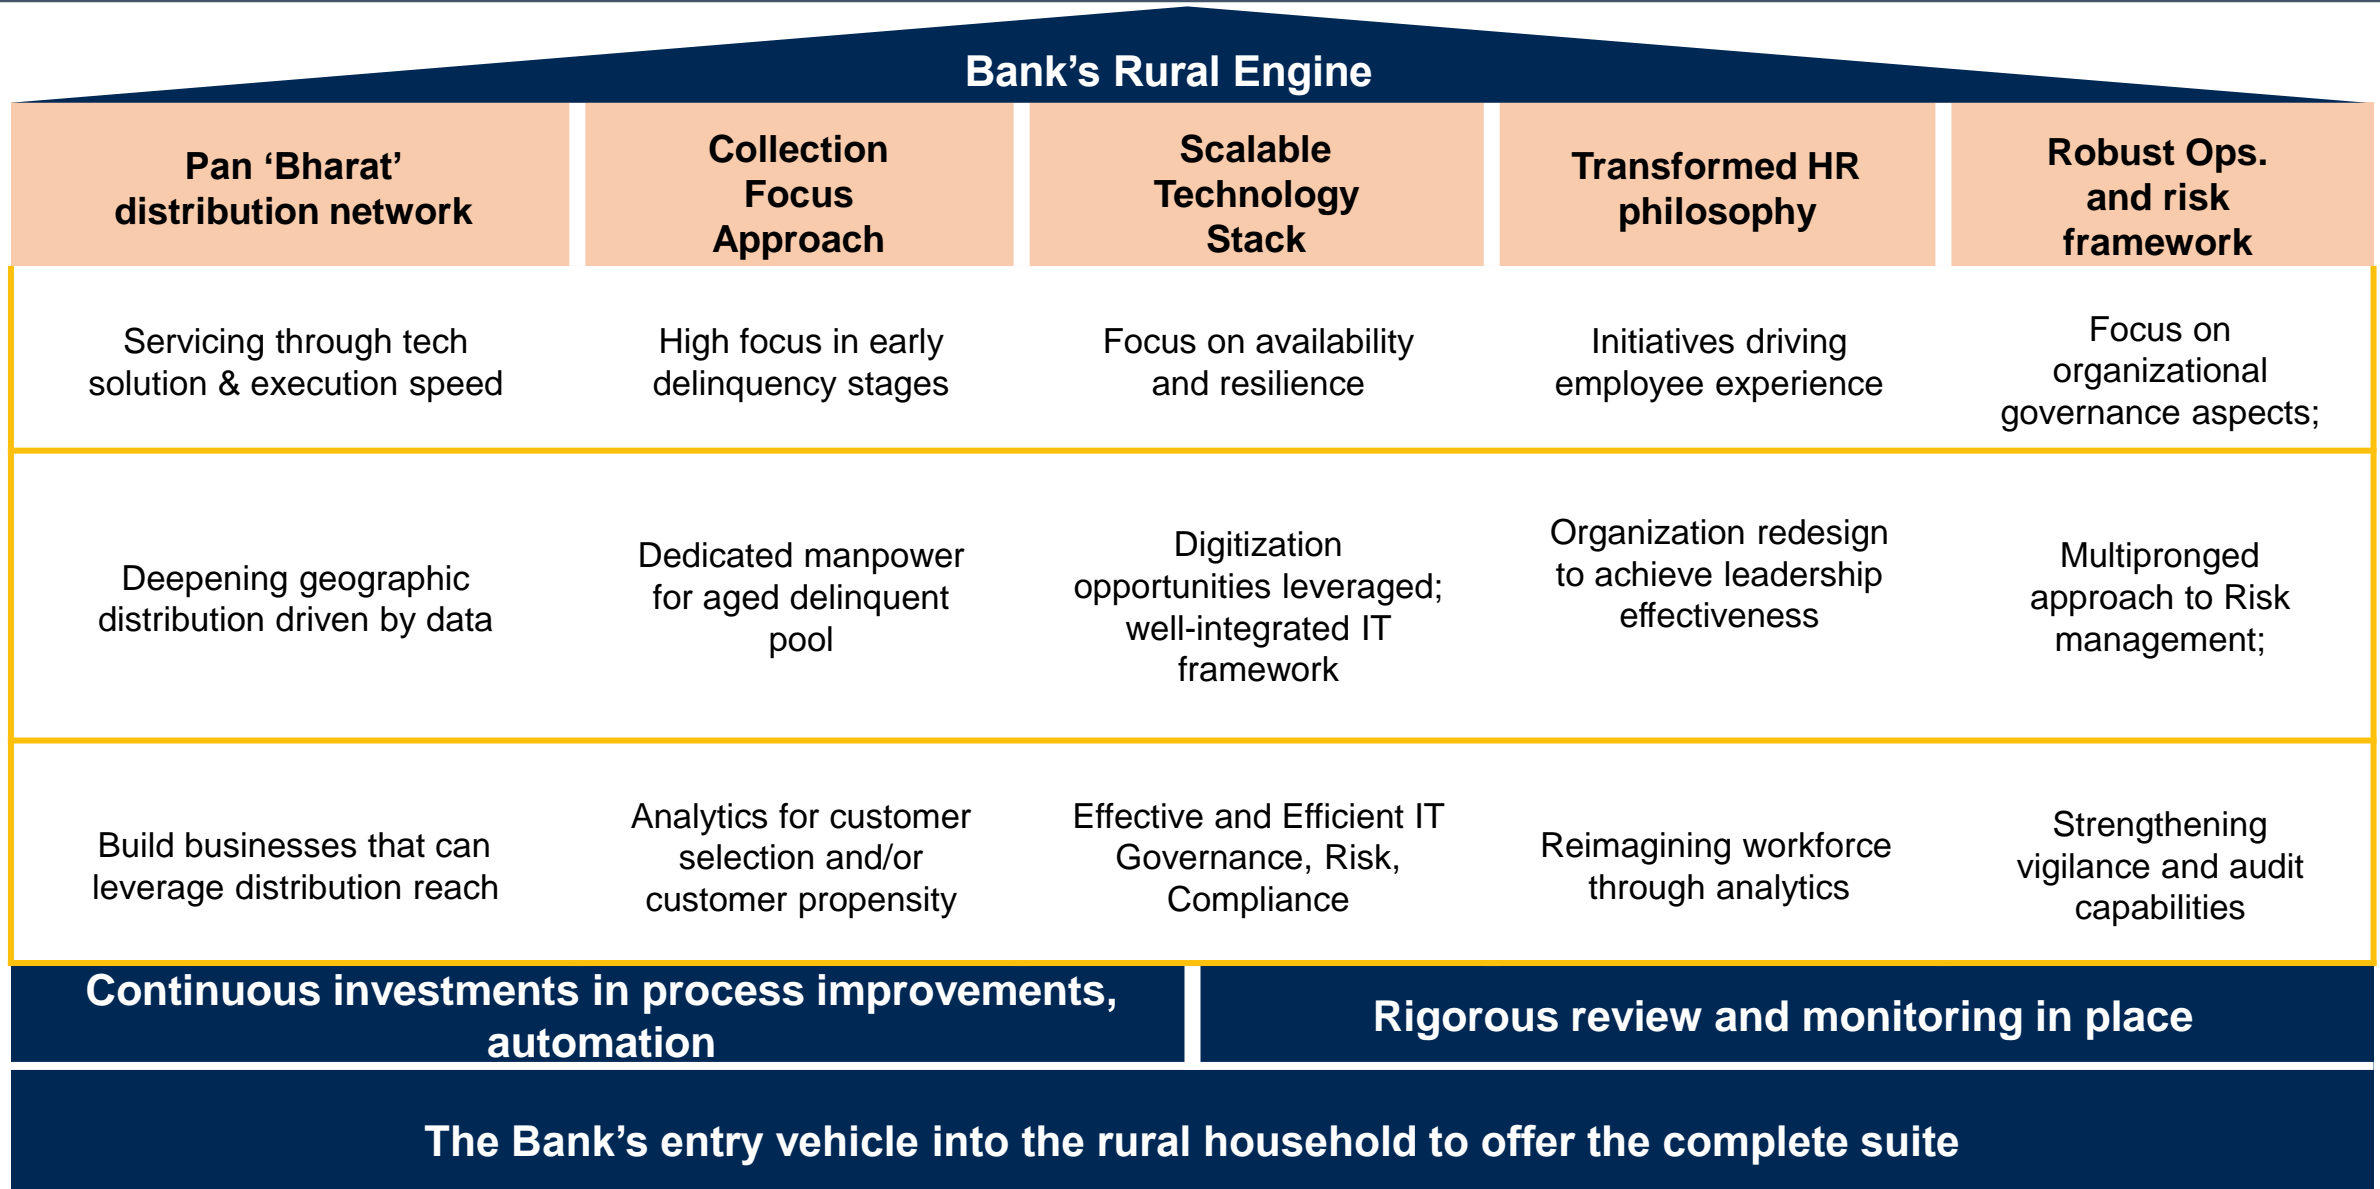 Bank’s Rural Engine
Pan ‘Bharat’
distribution network
Collection
Focus
Approach
Scalable
Technology
Stack
Transformed HR
philosophy
Robust Ops.
and risk
framework
Servicing through tech
solution & execution speed
High focus in early
delinquency stages
Focus on availability
and resilience
Initiatives driving
employee experience
Focus on
organizational
governance aspects;
Deepening geographic
distribution driven by data
Dedicated manpower
for aged delinquent
pool
Digitization
opportunities leveraged;
well-integrated IT
framework
Organization redesign
to achieve leadership
effectiveness
Multipronged
approach to Risk
management;
Build businesses that can
leverage distribution reach
Analytics for customer
selection and/or
customer propensity
Effective and Efficient IT
Governance, Risk,
Compliance
Reimagining workforce
through analytics
Strengthening
vigilance and audit
capabilities
Continuous investments in process improvements,
automation
Rigorous review and monitoring in place
The Bank’s entry vehicle into the rural household to offer the complete suite